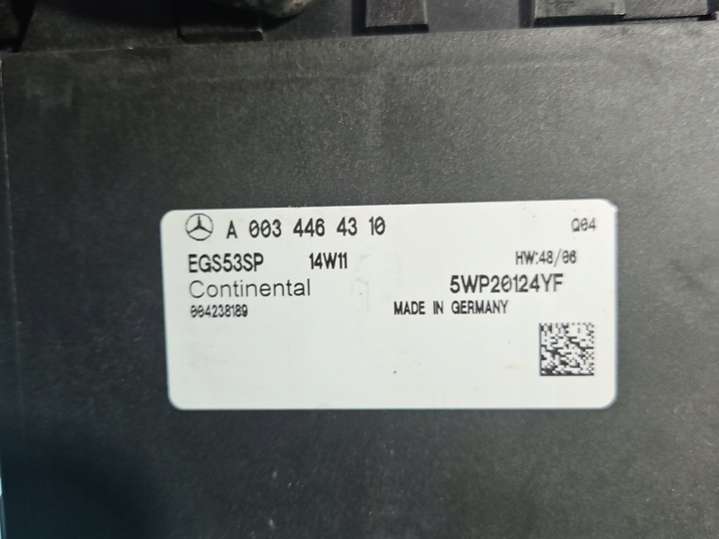 A 003 446 43 10 Q04
EGS53SP 14W11 HW:48/06
Continental 5WP20124YF
004238189 MADE IN GERMANY